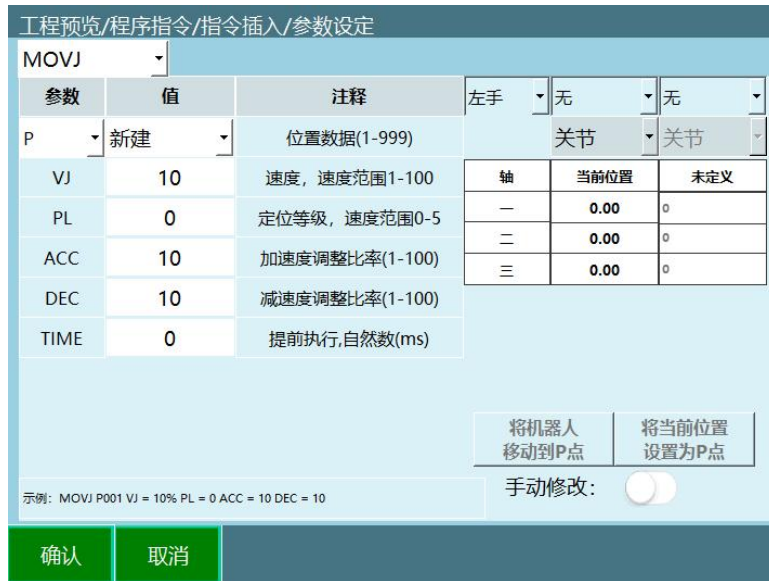 工程预览/程序指令/指令插入/参数设定
MOVJ
参数 值 注释 左手 无 无
P 新建 位置数据(1-999) 关节 关节
VJ 10 速度，速度范围1-100 轴 当前位置 未定义
一 0.00 0
PL 0 定位等级，速度范围0-5
二 0.00 0
ACC 10 加速度调整比率(1-100)
三 0.00 0
DEC 10 减速度调整比率(1-100)
TIME 0 提前执行,自然数(ms)
将机器人 将当前位置
移动到P点 设置为P点
手动修改：
示例：MOVJ P001 VJ = 10% PL = 0 ACC = 10 DEC = 10
确认 取消